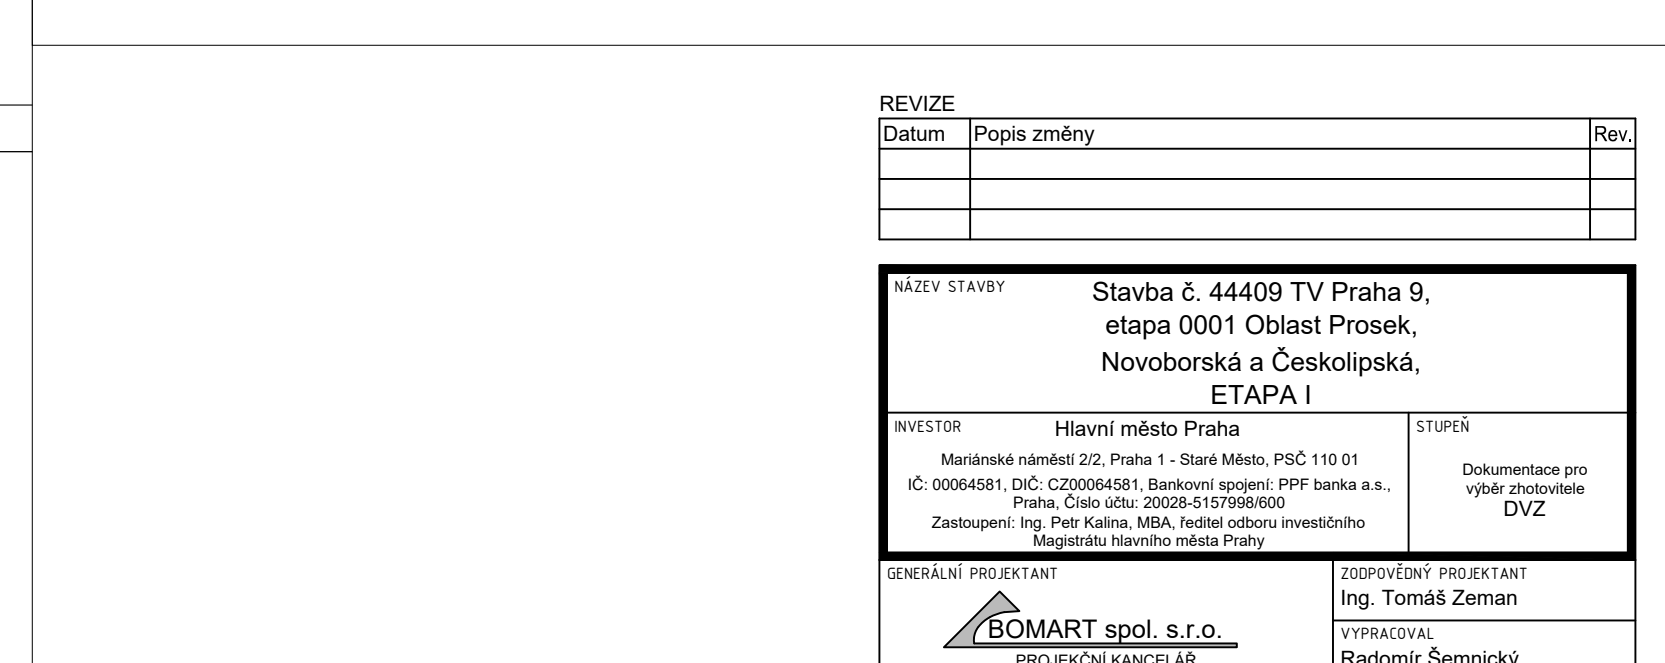 REVIZE
Datum Popis změny Rev.
NÁZEV STAVBY
Stavba č. 44409 TV Praha 9,
etapa 0001 Oblast Prosek,
Novoborská a Českolipská,
ETAPA I
INVESTOR
Hlavní město Praha
Mariánské náměstí 2/2, Praha 1 - Staré Město, PSČ 110 01
IČ: 00064581, DIČ: CZ00064581, Bankovní spojení: PPF banka a.s.,
Praha, Číslo účtu: 20028-5157998/600
Zastoupení: Ing. Petr Kalina, MBA, ředitel odboru investičního
Magistrátu hlavního města Prahy
STUPEŇ
Dokumentace pro
výběr zhotovitele
DVZ
GENERÁLNÍ PROJEKTANT
BOMART spol. s.r.o.
PROJEKČNÍ KANCELÁŘ
ZODPOVĚDNÝ PROJEKTANT
Ing. Tomáš Zeman
VYPRACOVAL
Radomír Šemnický